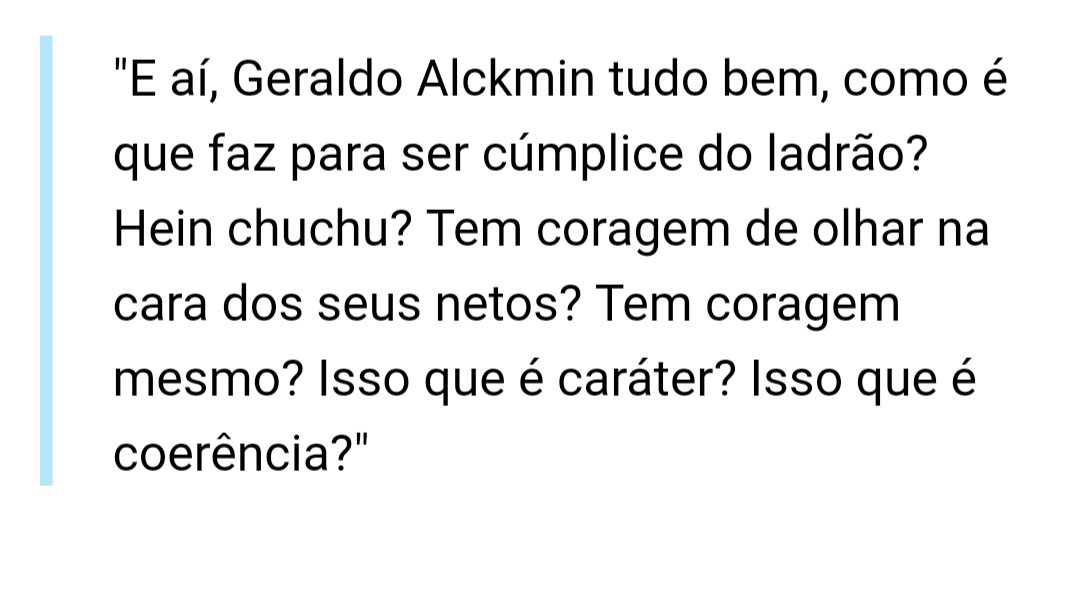 "E aí, Geraldo Alckmin tudo bem, como é
que faz para ser cúmplice do ladrão?
Hein chuchu? Tem coragem de olhar na
cara dos seus netos? Tem coragem
mesmo? Isso que é caráter? Isso que é
coerência?"